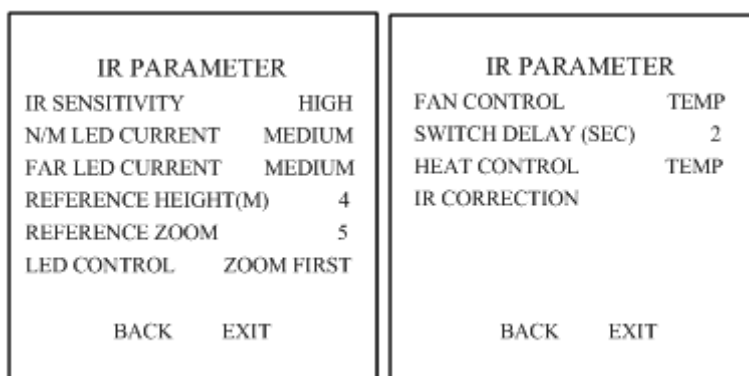 IR PARAMETER
IR SENSITIVITY HIGH
N/M LED CURRENT MEDIUM
FAR LED CURRENT MEDIUM
REFERENCE HEIGHT(M) 4
REFERENCE ZOOM 5
LED CONTROL ZOOM FIRST
BACK EXIT
IR PARAMETER
FAN CONTROL TEMP
SWITCH DELAY (SEC) 2
HEAT CONTROL TEMP
IR CORRECTION
BACK EXIT